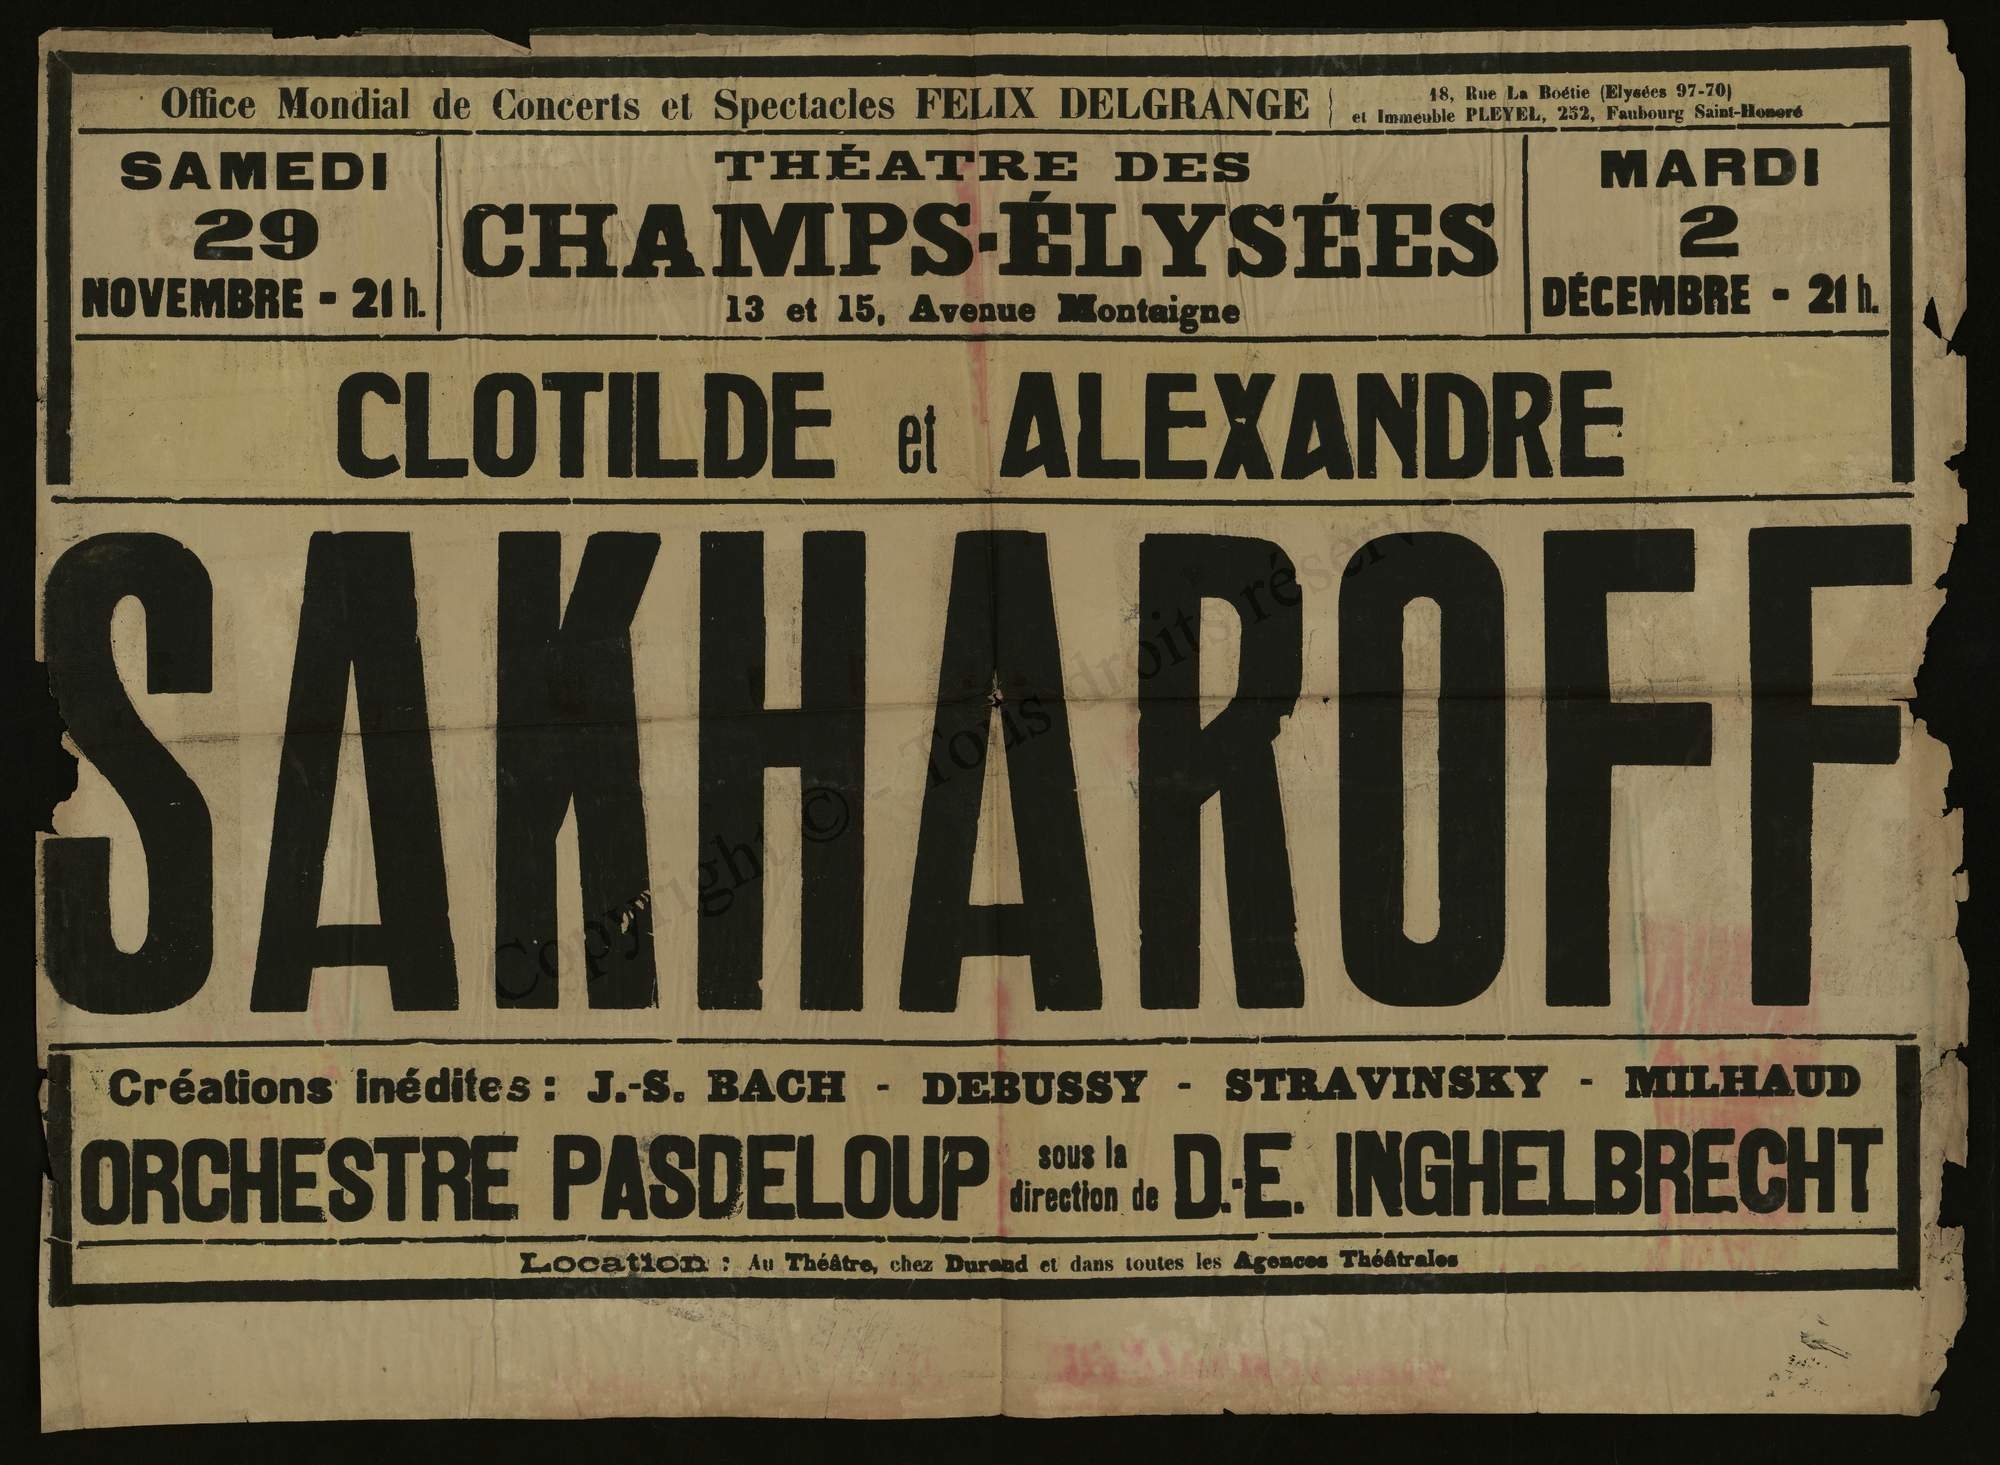 Office Mondial de Concerts et Spectacles FELIX DELGRANGE
18, Rue La Boétie (Elysées 97-70)
et Immeuble PLEYEL, 252, Faubourg Saint-Honoré
SAMEDI
29
NOVEMBRE - 21 h.
THÉATRE DES
CHAMPS-ÉLYSÉES
13 et 15, Avenue Montaigne
MARDI
2
DÉCEMBRE - 21 h.
CLOTILDE et ALEXANDRE
SAKHAROFF
Copyright © - Tous droits réservés
Créations inédites : J.-S. BACH - DEBUSSY - STRAVINSKY - MILHAUD
ORCHESTRE PASDELOUP sous la direction de D.-E. INGHELBRECHT
Location : Au Théâtre, chez Durand et dans toutes les Agences Théâtrales